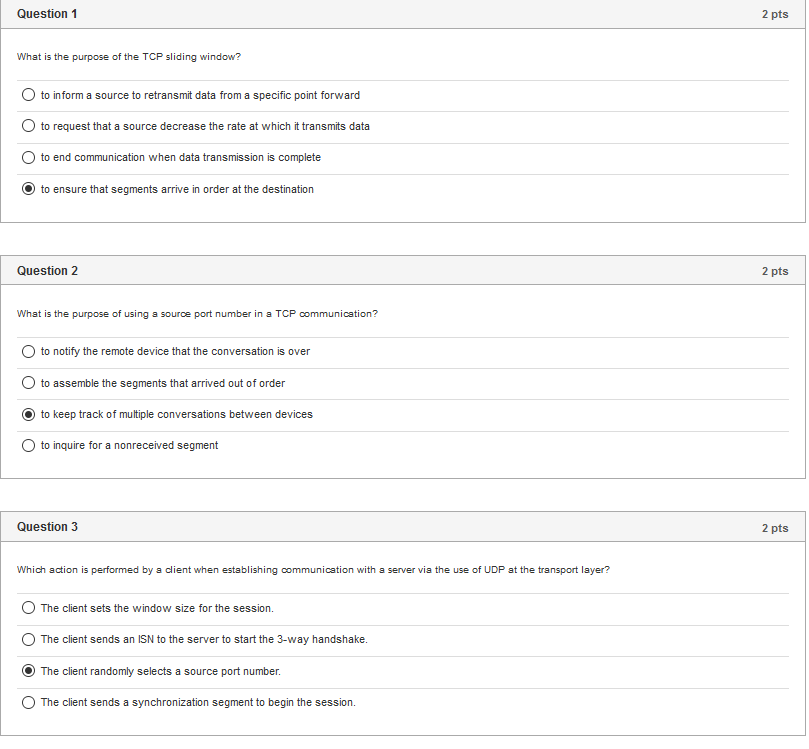 Question 1 2 pts
What is the purpose of the TCP sliding window?
to inform a source to retransmit data from a specific point forward
to request that a source decrease the rate at which it transmits data
to end communication when data transmission is complete
to ensure that segments arrive in order at the destination
Question 2 2 pts
What is the purpose of using a source port number in a TCP communication?
to notify the remote device that the conversation is over
to assemble the segments that arrived out of order
to keep track of multiple conversations between devices
to inquire for a nonreceived segment
Question 3 2 pts
Which action is performed by a client when establishing communication with a server via the use of UDP at the transport layer?
The client sets the window size for the session.
The client sends an ISN to the server to start the 3-way handshake.
The client randomly selects a source port number.
The client sends a synchronization segment to begin the session.